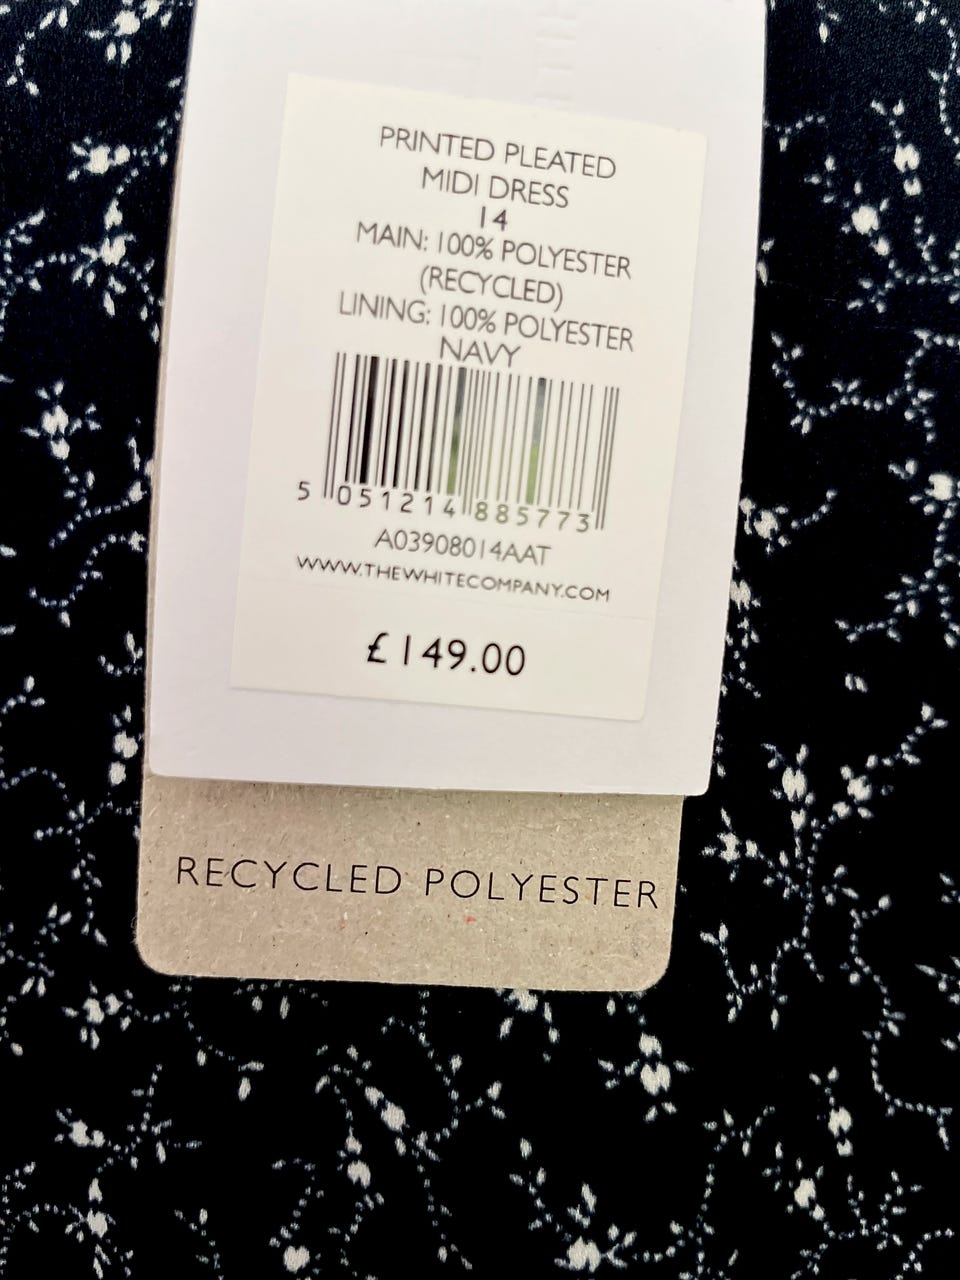 PRINTED PLEATED
MIDI DRESS
14
MAIN: 100% POLYESTER
(RECYCLED)
LINING: 100% POLYESTER
NAVY
5 051214 885773
A03908014AAT
WWW.THEWHITECOMPANY.COM
£149.00
RECYCLED POLYESTER